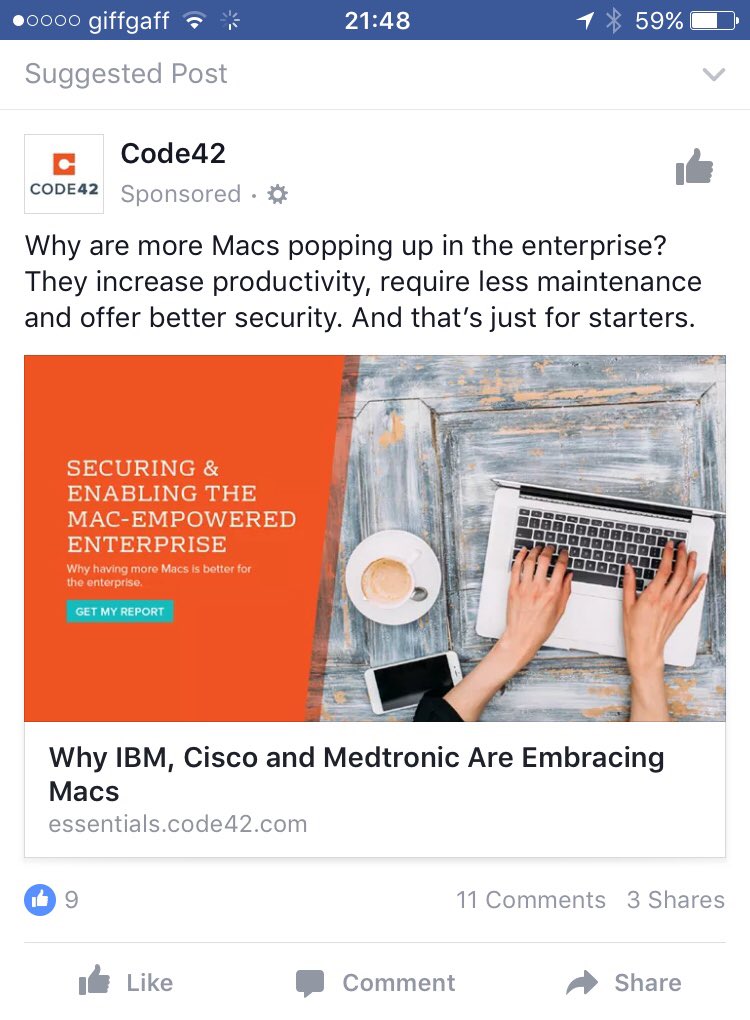 giffgaff 21:48 59%
Suggested Post
CODE42
Code42
Sponsored ·
Why are more Macs popping up in the enterprise?
They increase productivity, require less maintenance
and offer better security. And that's just for starters.
SECURING &
ENABLING THE
MAC-EMPOWERED
ENTERPRISE
Why having more Macs is better for
the enterprise.
GET MY REPORT
Why IBM, Cisco and Medtronic Are Embracing
Macs
essentials.code42.com
9 11 Comments 3 Shares
Like Comment Share